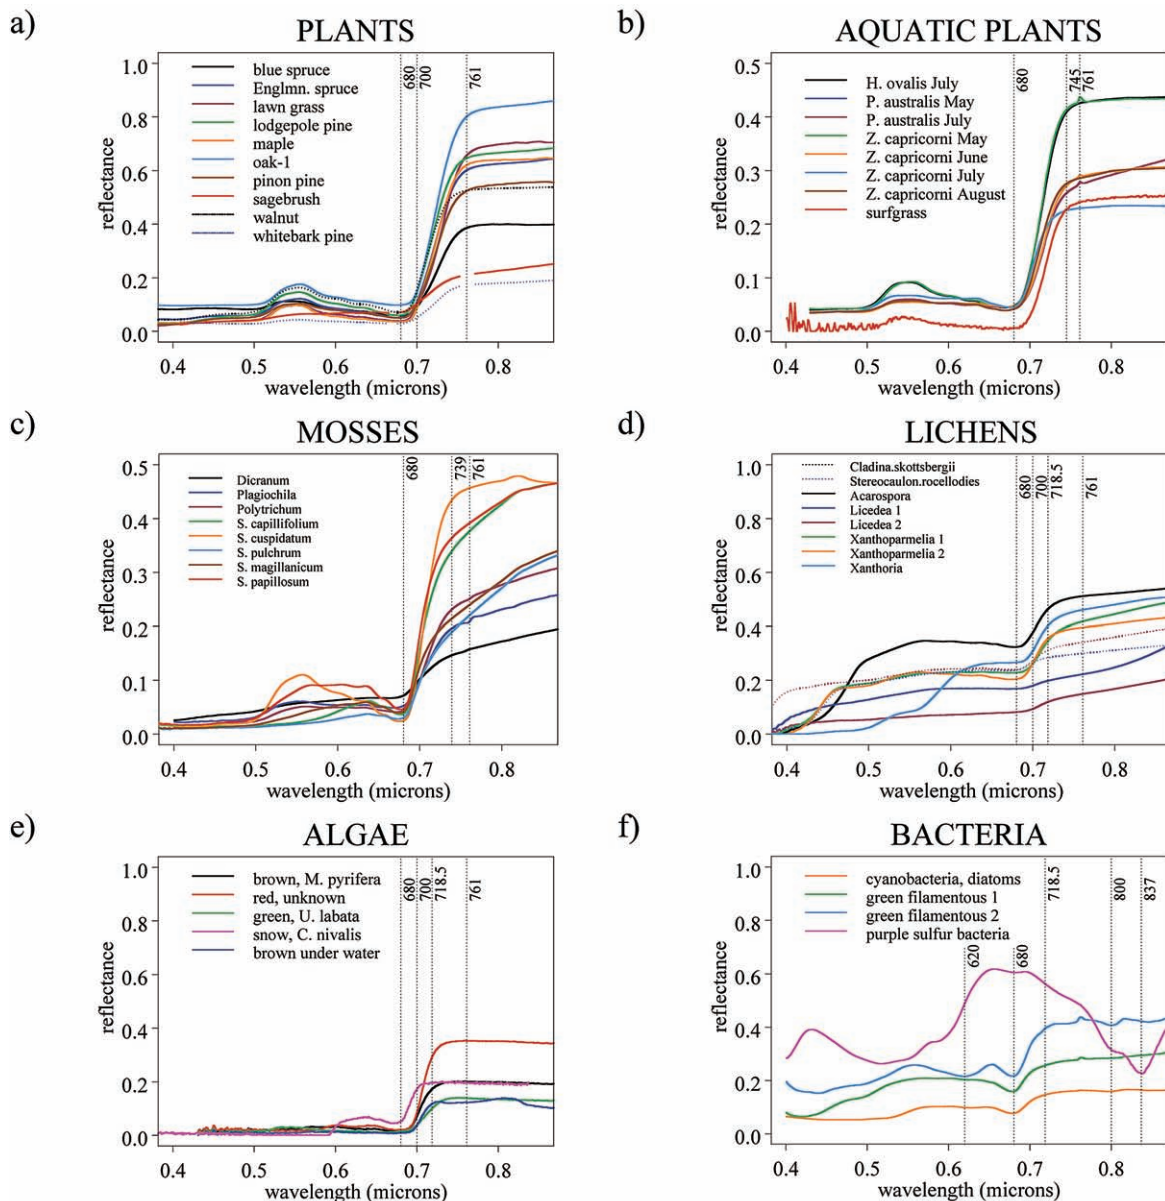 a)
PLANTS
reflectance
1.0
0.8
0.6
0.4
0.2
0.0
blue spruce
Englmn. spruce
lawn grass
lodgepole pine
maple
oak-1
pinon pine
sagebrush
walnut
whitebark pine
680
700
761
0.4 0.5 0.6 0.7 0.8
wavelength (microns)
b)
AQUATIC PLANTS
reflectance
0.5
0.4
0.3
0.2
0.1
0.0
H. ovalis July
P. australis May
P. australis July
Z. capricorni May
Z. capricorni June
Z. capricorni July
Z. capricorni August
surfgrass
680
745
761
0.4 0.5 0.6 0.7 0.8
wavelength (microns)
c)
MOSSES
reflectance
0.5
0.4
0.3
0.2
0.1
0.0
Dicranum
Plagiochila
Polytrichum
S. capillifolium
S. cuspidatum
S. pulchrum
S. magillanicum
S. papillosum
680
739
761
0.4 0.5 0.6 0.7 0.8
wavelength (microns)
d)
LICHENS
reflectance
1.0
0.8
0.6
0.4
0.2
0.0
Cladina.skottsbergii
Stereocaulon.rocellodies
Acarospora
Licedea 1
Licedea 2
Xanthoparmelia 1
Xanthoparmelia 2
Xanthoria
680
700
718.5
761
0.4 0.5 0.6 0.7 0.8
wavelength (microns)
e)
ALGAE
reflectance
1.0
0.8
0.6
0.4
0.2
0.0
brown, M. pyrifera
red, unknown
green, U. labata
snow, C. nivalis
brown under water
680
700
718.5
761
0.4 0.5 0.6 0.7 0.8
wavelength (microns)
f)
BACTERIA
reflectance
1.0
0.8
0.6
0.4
0.2
0.0
cyanobacteria, diatoms
green filamentous 1
green filamentous 2
purple sulfur bacteria
620
680
718.5
800
837
0.4 0.5 0.6 0.7 0.8
wavelength (microns)